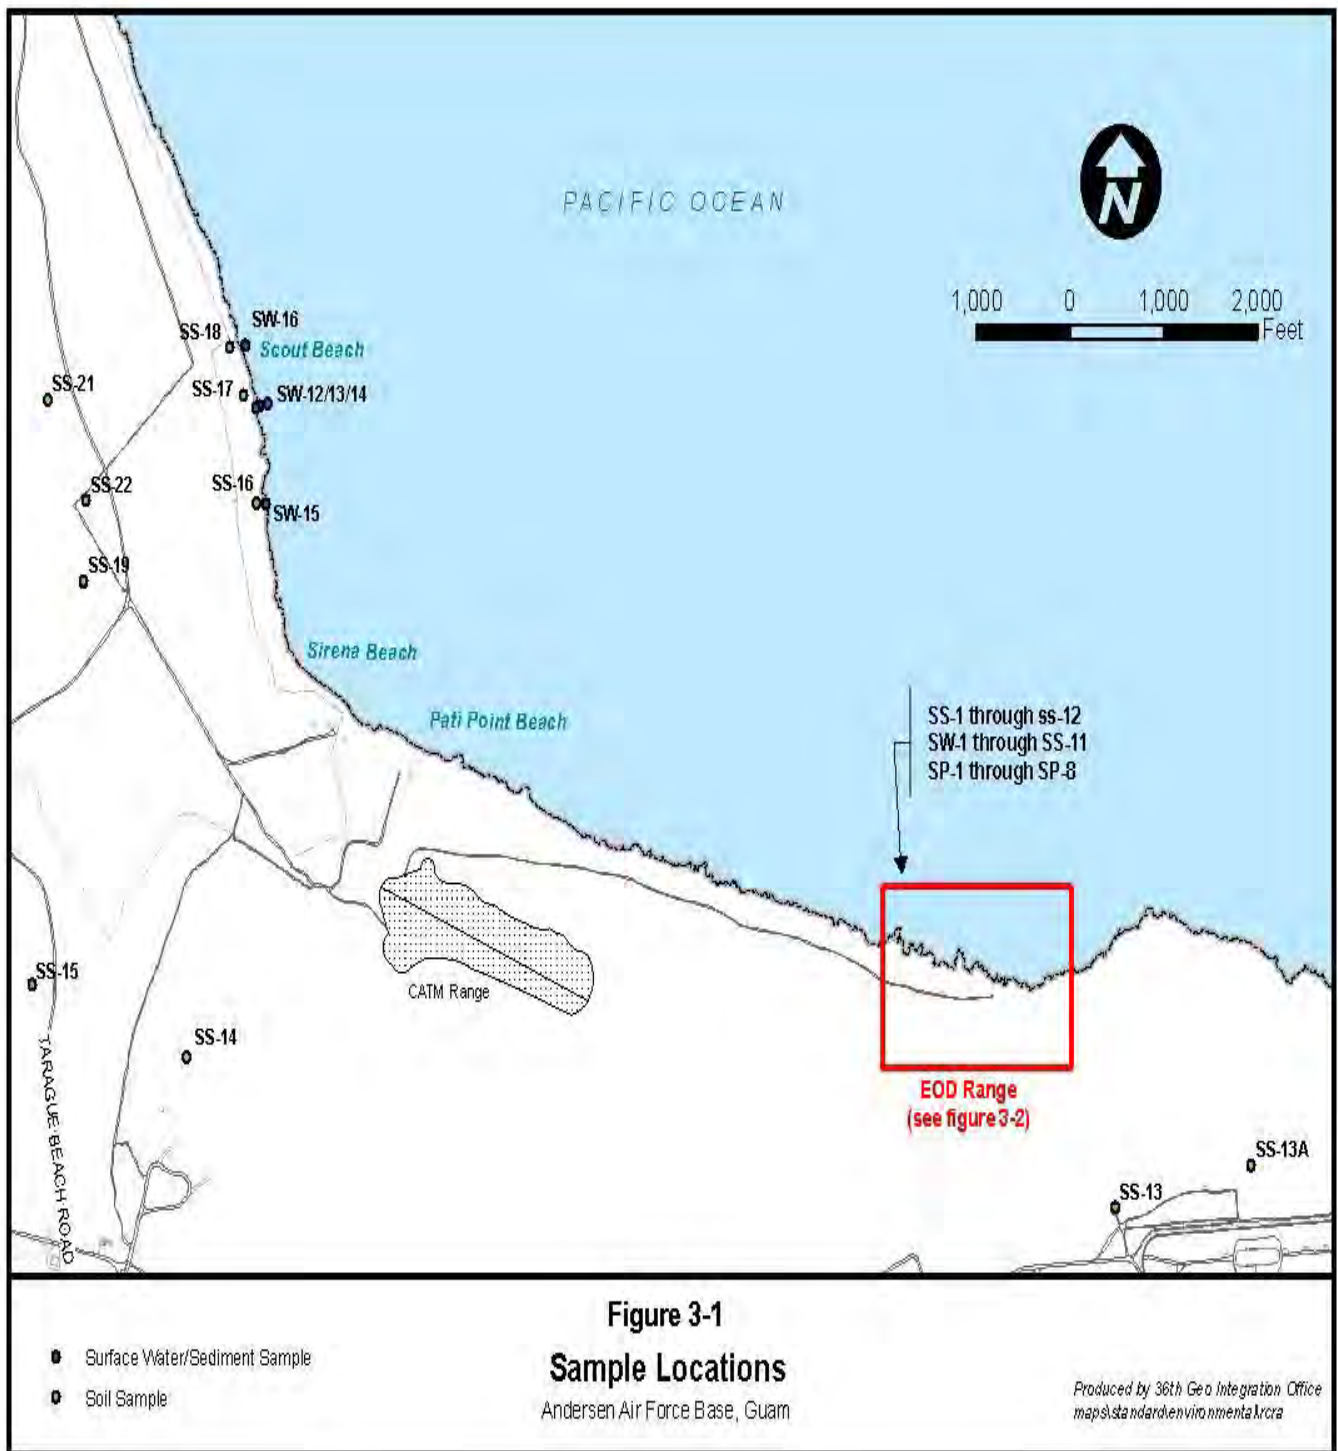 PACIFIC OCEAN
N
1,000 0 1,000 2,000
Feet
SW-16
SS-18
Scout Beach
SS-21
SS-17
SW-12/13/14
SS-22
SS-16
SW-15
SS-19
Sirena Beach
Pati Point Beach
SS-1 through ss-12
SW-1 through SS-11
SP-1 through SP-8
SS-15
CATM Range
SS-14
TARAGUE BEACH ROAD
EOD Range
(see figure 3-2)
SS-13A
SS-13
Figure 3-1
Sample Locations
Andersen Air Force Base, Guam
Surface Water/Sediment Sample
Soil Sample
Produced by 36th Geo Integration Office
maps\standard\environmental\rcra